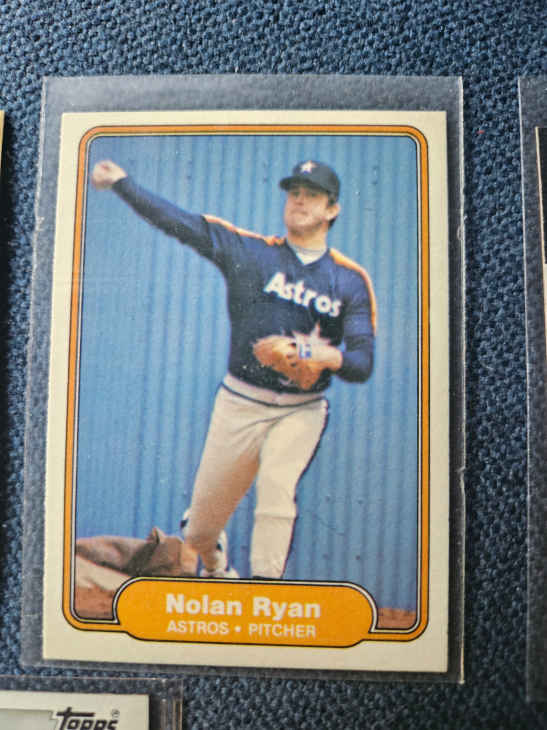 Astros
Nolan Ryan
ASTROS • PITCHER
TOPPS®